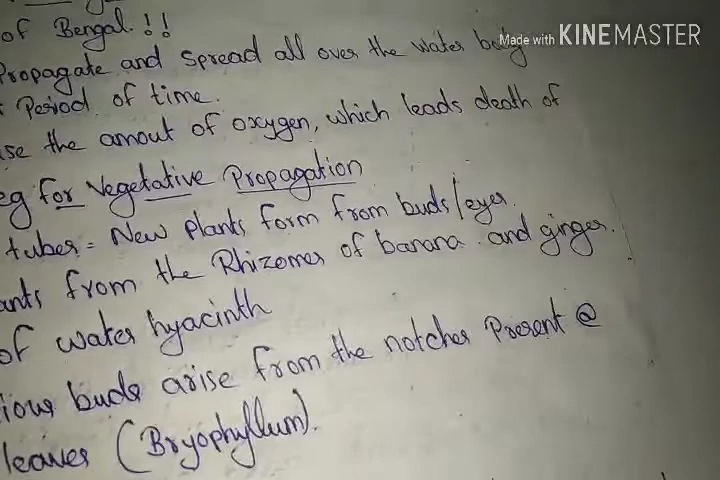 of Bengal!!
Made with KINEMASTER
Propagate and spread all over the water body
Period of time.
se the amout of oxygen, which leads death of
eg for Vegetative Propagation
tuber = New plants form from buds/eyes.
ants from the Rhizomes of banana and ginger.
of water hyacinth
ious buds arise from the notches Present @
leaves (Bryophyllum).